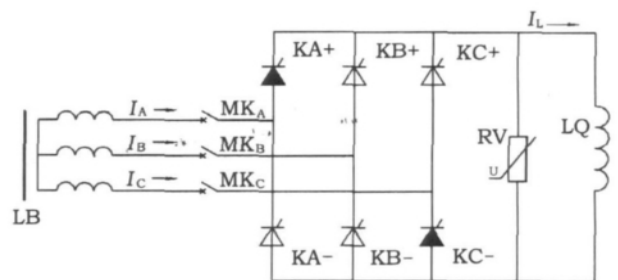 I_L
KA+ KB+ KC+
I_A MK_A
I_B MK_B
I_C MK_C
RV LQ
U
LB
KA− KB− KC−